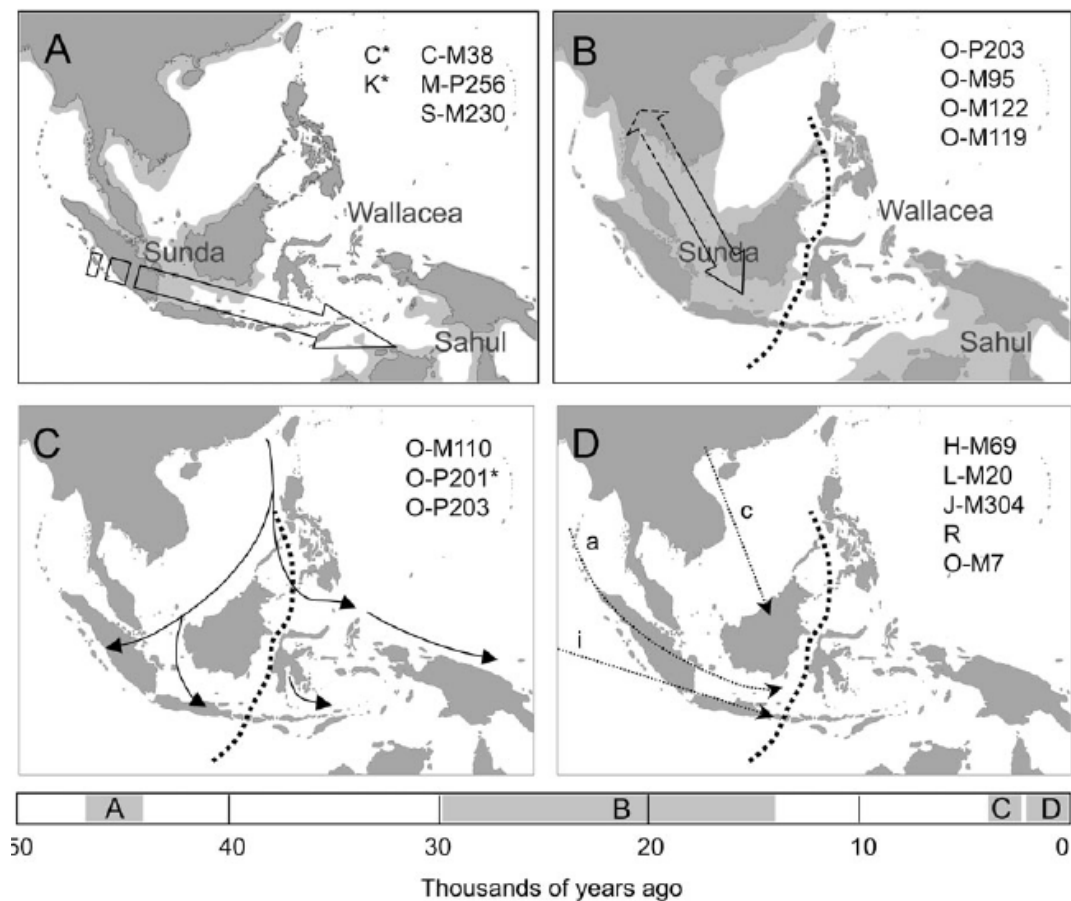 A
C* C-M38
K* M-P256
S-M230
Wallacea
Sunda
Sahul
B
O-P203
O-M95
O-M122
O-M119
Wallacea
Sunda
Sahul
C
O-M110
O-P201*
O-P203
D
H-M69
L-M20
J-M304
R
O-M7
c
a
i
A B C D
50 40 30 20 10 0
Thousands of years ago